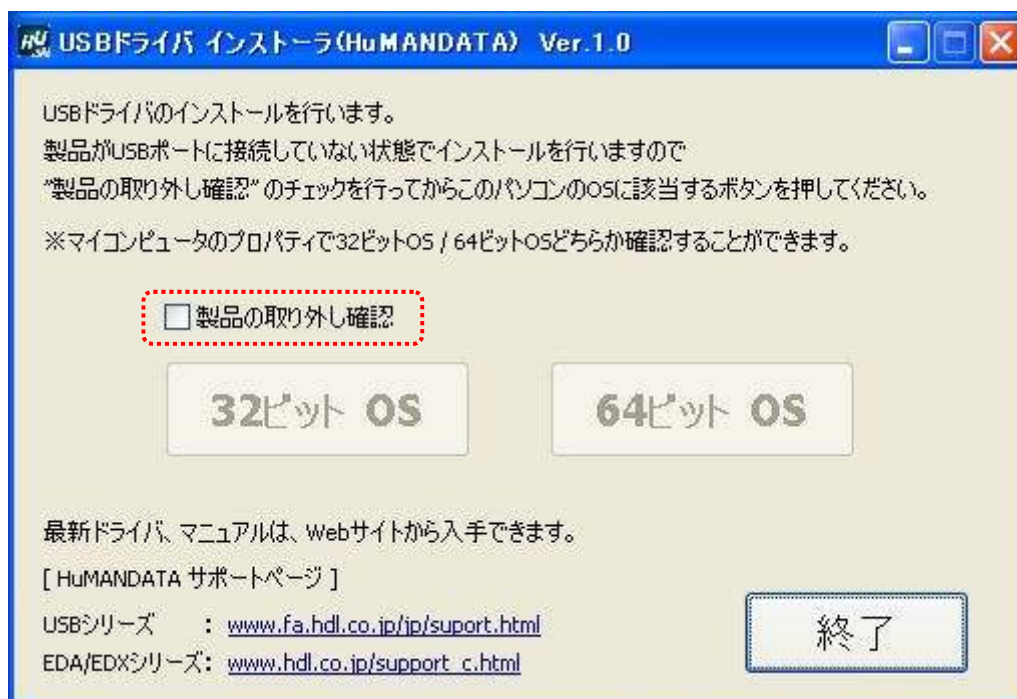 USBドライバ インストーラ(HuMANDATA) Ver.1.0
USBドライバのインストールを行います。
製品がUSBポートに接続していない状態でインストールを行いますので
"製品の取り外し確認" のチェックを行ってからこのパソコンのOSに該当するボタンを押してください。
※マイコンピュータのプロパティで32ビットOS / 64ビットOSどちらか確認することができます。
製品の取り外し確認
32ビット OS
64ビット OS
最新ドライバ、マニュアルは、Webサイトから入手できます。
[ HuMANDATA サポートページ ]
USBシリーズ : www.fa.hdl.co.jp/jp/suport.html
EDA/EDXシリーズ: www.hdl.co.jp/support_c.html
終了